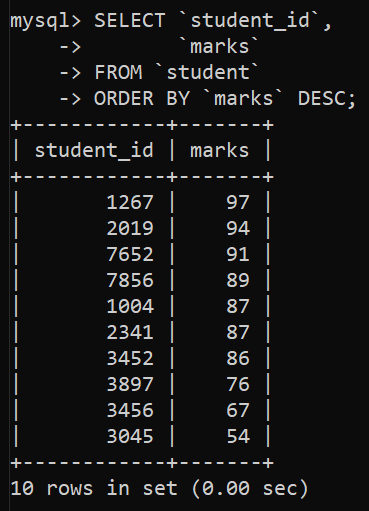 mysql> SELECT `student_id`,
    ->        `marks`
    -> FROM `student`
    -> ORDER BY `marks` DESC;
+------------+-------+
| student_id | marks |
+------------+-------+
|       1267 |    97 |
|       2019 |    94 |
|       7652 |    91 |
|       7856 |    89 |
|       1004 |    87 |
|       2341 |    87 |
|       3452 |    86 |
|       3897 |    76 |
|       3456 |    67 |
|       3045 |    54 |
+------------+-------+
10 rows in set (0.00 sec)